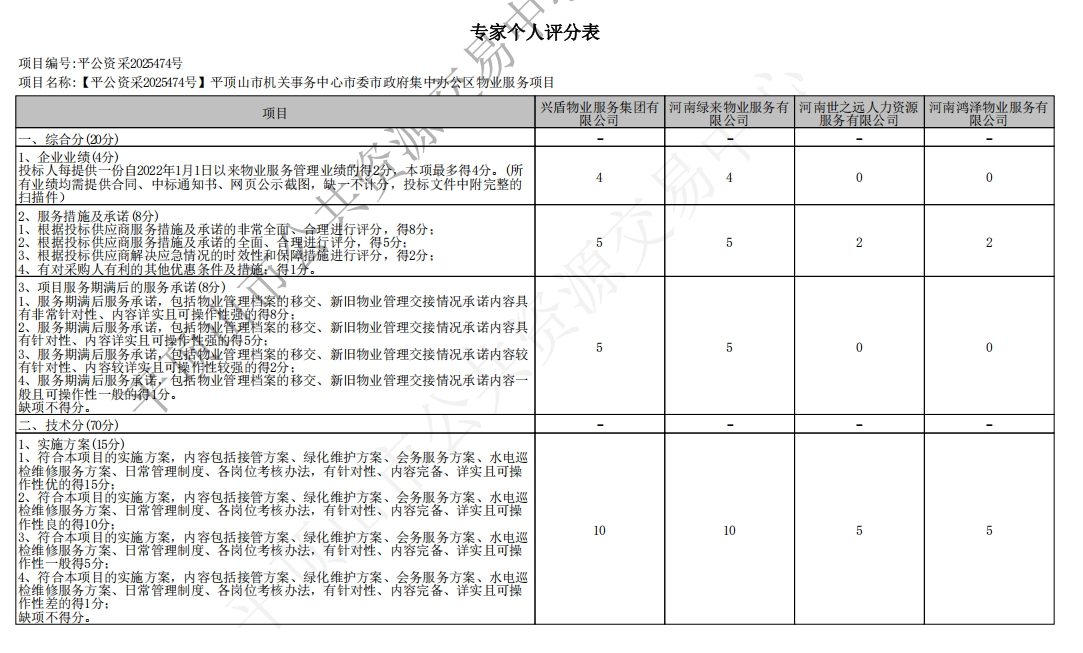 专家个人评分表
项目编号:平公资采2025474号
项目名称:【平公资采2025474号】平顶山市机关事务中心市委市政府集中办公区物业服务项目
项目 兴盾物业服务集团有限公司 河南绿来物业服务有限公司 河南世之远人力资源服务有限公司 河南鸿泽物业服务有限公司
一、综合分(20分) - - - -
1、企业业绩(4分)
投标人每提供一份自2022年1月1日以来物业服务管理业绩的得2分，本项最多得4分。(所
有业绩均需提供合同、中标通知书、网页公示截图，缺一不计分，投标文件中附完整的
扫描件)
4 4 0 0
2、服务措施及承诺(8分)
1、根据投标供应商服务措施及承诺的非常全面、合理进行评分，得8分；
2、根据投标供应商服务措施及承诺的全面、合理进行评分，得5分；
3、根据投标供应商解决应急情况的时效性和保障措施进行评分，得2分；
4、有对采购人有利的其他优惠条件及措施；得1分。
5 5 2 2
3、项目服务期满后的服务承诺(8分)
1、服务期满后服务承诺，包括物业管理档案的移交、新旧物业管理交接情况承诺内容具
有非常针对性、内容详实且可操作性强的得8分；
2、服务期满后服务承诺，包括物业管理档案的移交、新旧物业管理交接情况承诺内容具
有针对性、内容详实且可操作性强的得5分；
3、服务期满后服务承诺，包括物业管理档案的移交、新旧物业管理交接情况承诺内容较
有针对性、内容较详实且可操作性较强的得2分；
4、服务期满后服务承诺，包括物业管理档案的移交、新旧物业管理交接情况承诺内容一
般且可操作性一般的得1分。
缺项不得分。
5 5 0 0
二、技术分(70分) - - - -
1、实施方案(15分)
1、符合本项目的实施方案，内容包括接管方案、绿化维护方案、会务服务方案、水电巡
检维修服务方案、日常管理制度、各岗位考核办法，有针对性、内容完备、详实且可操
作性优的得15分；
2、符合本项目的实施方案，内容包括接管方案、绿化维护方案、会务服务方案、水电巡
检维修服务方案、日常管理制度、各岗位考核办法，有针对性、内容完备、详实且可操
作性良的得10分；
3、符合本项目的实施方案，内容包括接管方案、绿化维护方案、会务服务方案、水电巡
检维修服务方案、日常管理制度、各岗位考核办法，有针对性、内容完备、详实且可操
作性一般得5分；
4、符合本项目的实施方案，内容包括接管方案、绿化维护方案、会务服务方案、水电巡
检维修服务方案、日常管理制度、各岗位考核办法，有针对性、内容完备、详实且可操
作性差的得1分；
缺项不得分。
10 10 5 5
平顶山市公共资源交易中心
平顶山市公共资源交易中心